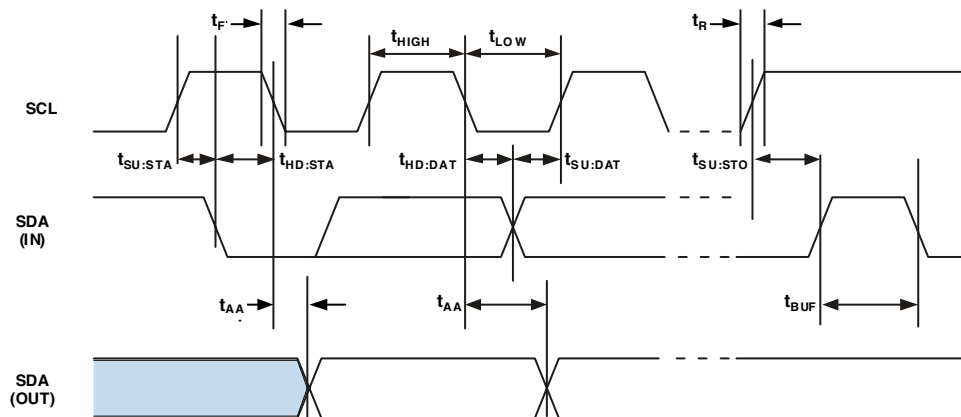 tF
tR
tHIGH
tLOW
SCL
tSU:STA
tHD:STA
tHD:DAT
tSU:DAT
tSU:STO
SDA
(IN)
tAA
tAA
tBUF
SDA
(OUT)